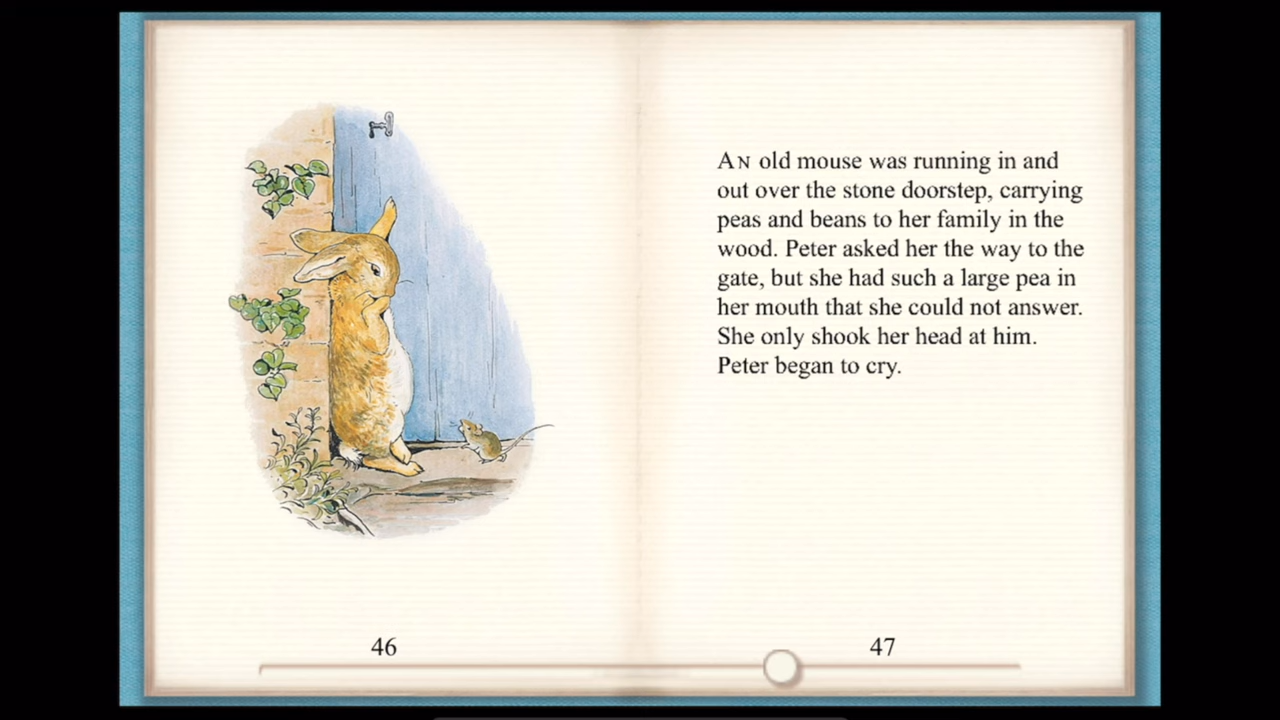 AN old mouse was running in and
out over the stone doorstep, carrying
peas and beans to her family in the
wood. Peter asked her the way to the
gate, but she had such a large pea in
her mouth that she could not answer.
She only shook her head at him.
Peter began to cry.
46
47